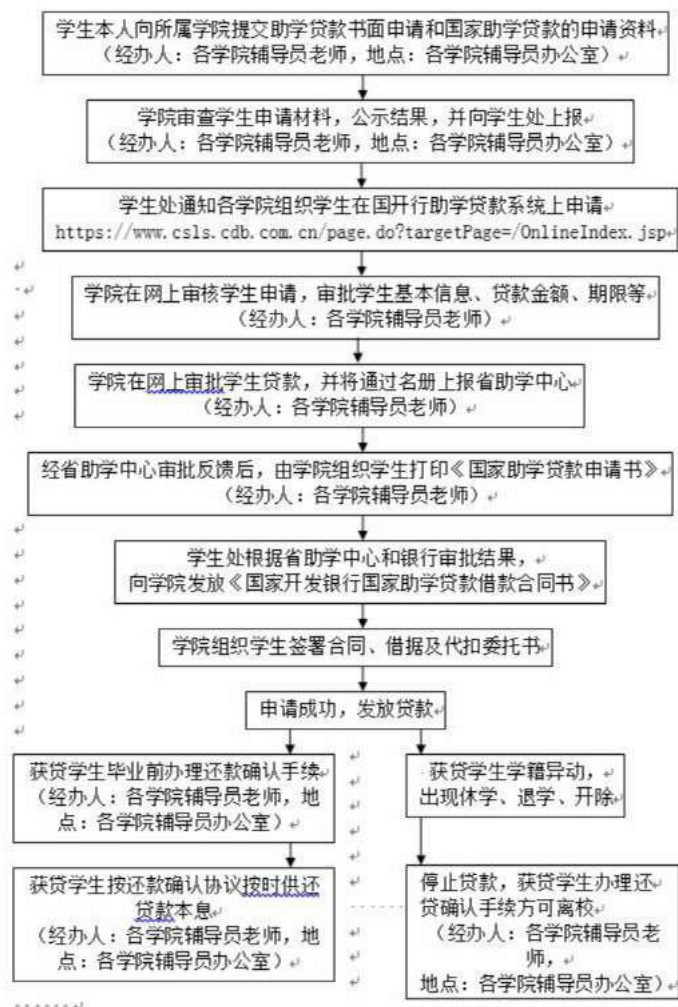 学生本人向所属学院提交助学贷款书面申请和国家助学贷款的申请资料
（经办人：各学院辅导员老师，地点：各学院辅导员办公室）
学院审查学生申请材料，公示结果，并向学生处上报
（经办人：各学院辅导员老师，地点：各学院辅导员办公室）
学生处通知各学院组织学生在国开行助学贷款系统上申请
https://www.csls.cdb.com.cn/page.do?targetPage=/OnlineIndex.jsp
学院在网上审核学生申请，审批学生基本信息、贷款金额、期限等
（经办人：各学院辅导员老师）
学院在网上审批学生贷款，并将通过名册上报省助学中心
（经办人：各学院辅导员老师）
经省助学中心审批反馈后，由学院组织学生打印《国家助学贷款申请书》
（经办人：各学院辅导员老师）
学生处根据省助学中心和银行审批结果，
向学院发放《国家开发银行国家助学贷款借款合同书》
学院组织学生签署合同、借据及代扣委托书
申请成功，发放贷款
获贷学生毕业前办理还款确认手续
（经办人：各学院辅导员老师，地
点：各学院辅导员办公室）
获贷学生按还款确认协议按时供还
贷款本息
（经办人：各学院辅导员老师，地
点：各学院辅导员办公室）
获贷学生学籍异动，
出现休学、退学、开除
停止贷款，获贷学生办理还
贷确认手续方可离校
（经办人：各学院辅导员老
师，
地点：各学院辅导员办公室）